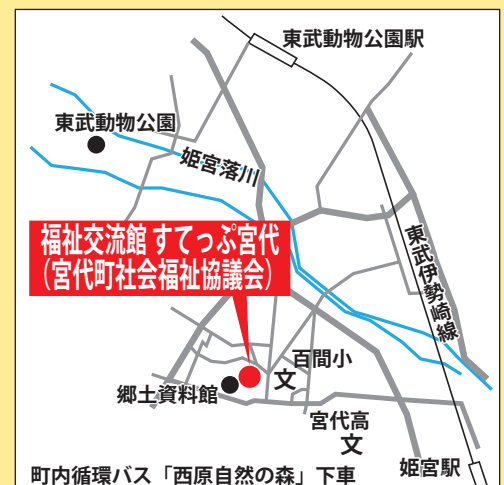 東武動物公園駅
東武動物公園
姫宮落川
福祉交流館 すてっぷ宮代
（宮代町社会福祉協議会）
東武伊勢崎線
百間小
文
郷土資料館
宮代高
文
姫宮駅
町内循環バス「西原自然の森」下車